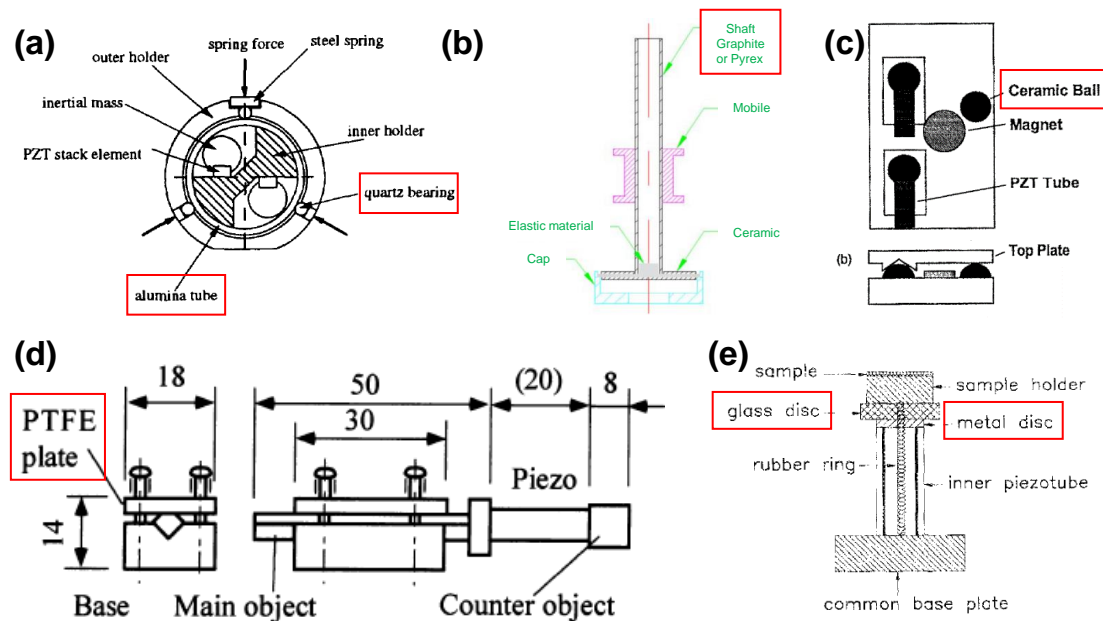 (a)
spring force
steel spring
outer holder
inertial mass
PZT stack element
inner holder
quartz bearing
alumina tube
(b)
Shaft
Graphite
or Pyrex
Mobile
Elastic material
Ceramic
Cap
(c)
Ceramic Ball
Magnet
PZT Tube
(b)
Top Plate
(d)
18
50
(20)
8
30
PTFE
plate
Piezo
14
Base
Main object
Counter object
(e)
sample
sample holder
glass disc
metal disc
rubber ring
inner piezotube
common base plate